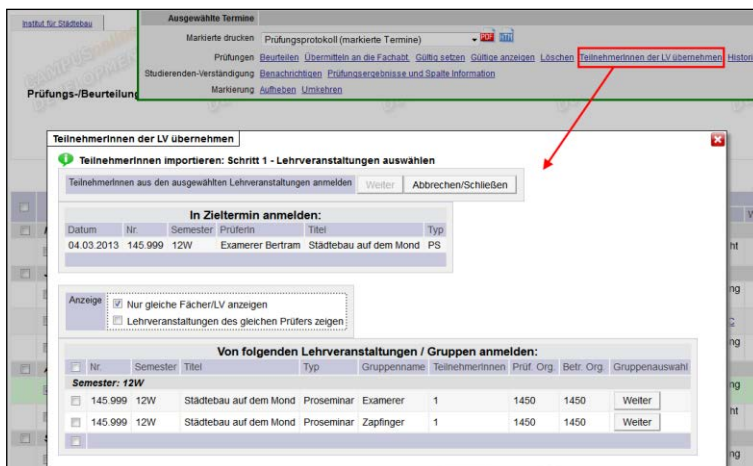 Institut für Städtebau
Ausgewählte Termine
Markierte drucken Prüfungsprotokoll (markierte Termine) PDF
Prüfungen Beurteilen Übermitteln an die Fachabt. Gültig setzen Gültige anzeigen Löschen TeilnehmerInnen der LV übernehmen Histori
Studierenden-Verständigung Benachrichtigen Prüfungsergebnisse und Spalte Information
Markierung Aufheben Umkehren
Prüfungs-/Beurteilung
TeilnehmerInnen der LV übernehmen
TeilnehmerInnen importieren: Schritt 1 - Lehrveranstaltungen auswählen
TeilnehmerInnen aus den ausgewählten Lehrveranstaltungen anmelden Weiter Abbrechen/Schließen
In Zieltermin anmelden:
Datum Nr. Semester PrüferIn Titel Typ
04.03.2013 145.999 12W Examerer Bertram Städtebau auf dem Mond PS
Anzeige Nur gleiche Fächer/LV anzeigen
Lehrveranstaltungen des gleichen Prüfers zeigen
Von folgenden Lehrveranstaltungen / Gruppen anmelden:
Nr. Semester Titel Typ Gruppenname TeilnehmerInnen Prüf. Org. Betr. Org. Gruppenauswahl
Semester: 12W
145.999 12W Städtebau auf dem Mond Proseminar Examerer 1 1450 1450 Weiter
145.999 12W Städtebau auf dem Mond Proseminar Zapfinger 1 1450 1450 Weiter